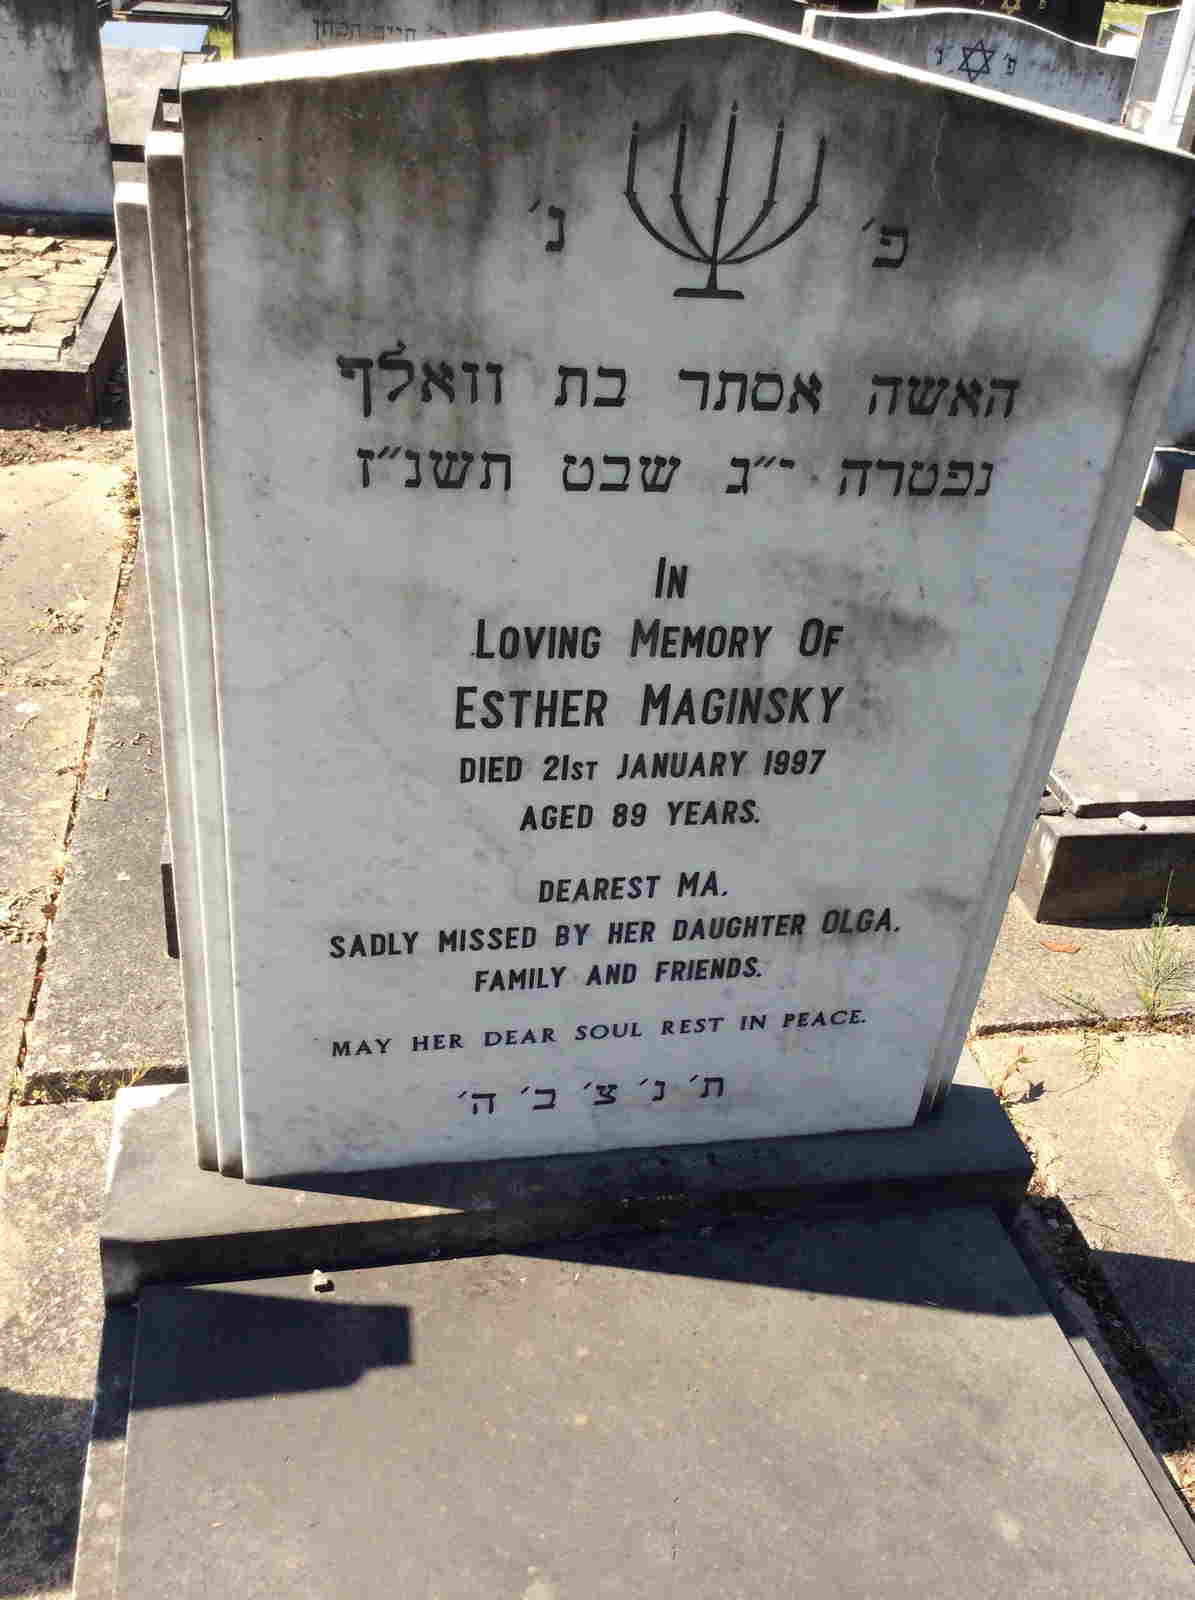 פ׳ נ׳
האשה אסתר בת וואלף
נפטרה י״ג שבט תשנ״ז
IN
LOVING MEMORY OF
ESTHER MAGINSKY
DIED 21ST JANUARY 1997
AGED 89 YEARS.
DEAREST MA.
SADLY MISSED BY HER DAUGHTER OLGA.
FAMILY AND FRIENDS.
MAY HER DEAR SOUL REST IN PEACE.
ת׳ נ׳ צ׳ ב׳ ה׳
פ׳ נ׳